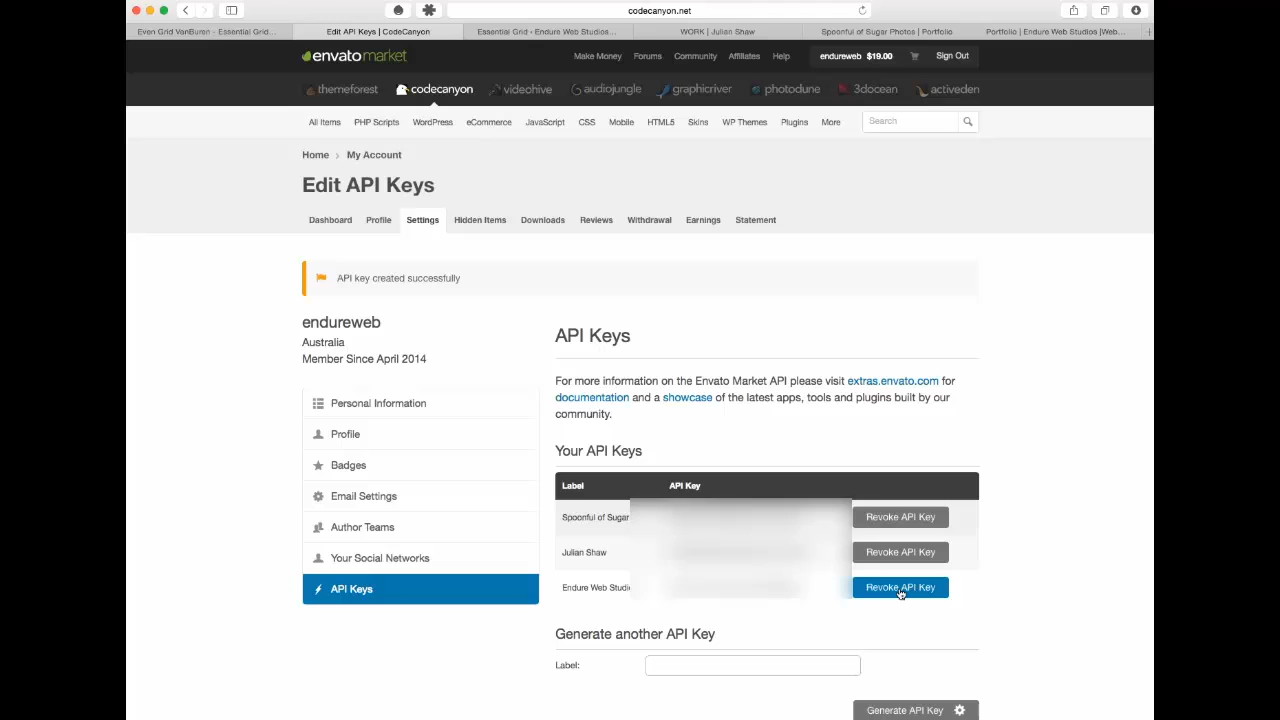 codecanyon.net
Even Grid VanBuren - Essential Grid...
Edit API Keys | CodeCanyon
Essential Grid - Endure Web Studios...
WORK | Julian Shaw
Spoonful of Sugar Photos | Portfolio
Portfolio | Endure Web Studios |Web...
envatomarket
Make Money
Forums
Community
Affiliates
Help
endureweb $19.00
Sign Out
themeforest
codecanyon
videohive
audiojungle
graphicriver
photodune
3docean
activeden
All Items
PHP Scripts
WordPress
eCommerce
JavaScript
CSS
Mobile
HTML5
Skins
WP Themes
Plugins
More
Search
Home › My Account
Edit API Keys
Dashboard
Profile
Settings
Hidden Items
Downloads
Reviews
Withdrawal
Earnings
Statement
API key created successfully
endureweb
Australia
Member Since April 2014
Personal Information
Profile
Badges
Email Settings
Author Teams
Your Social Networks
API Keys
API Keys
For more information on the Envato Market API please visit extras.envato.com for
documentation and a showcase of the latest apps, tools and plugins built by our
community.
Your API Keys
Label
API Key
Spoonful of Sugar
Revoke API Key
Julian Shaw
Revoke API Key
Endure Web Studi
Revoke API Key
Generate another API Key
Label:
Generate API Key